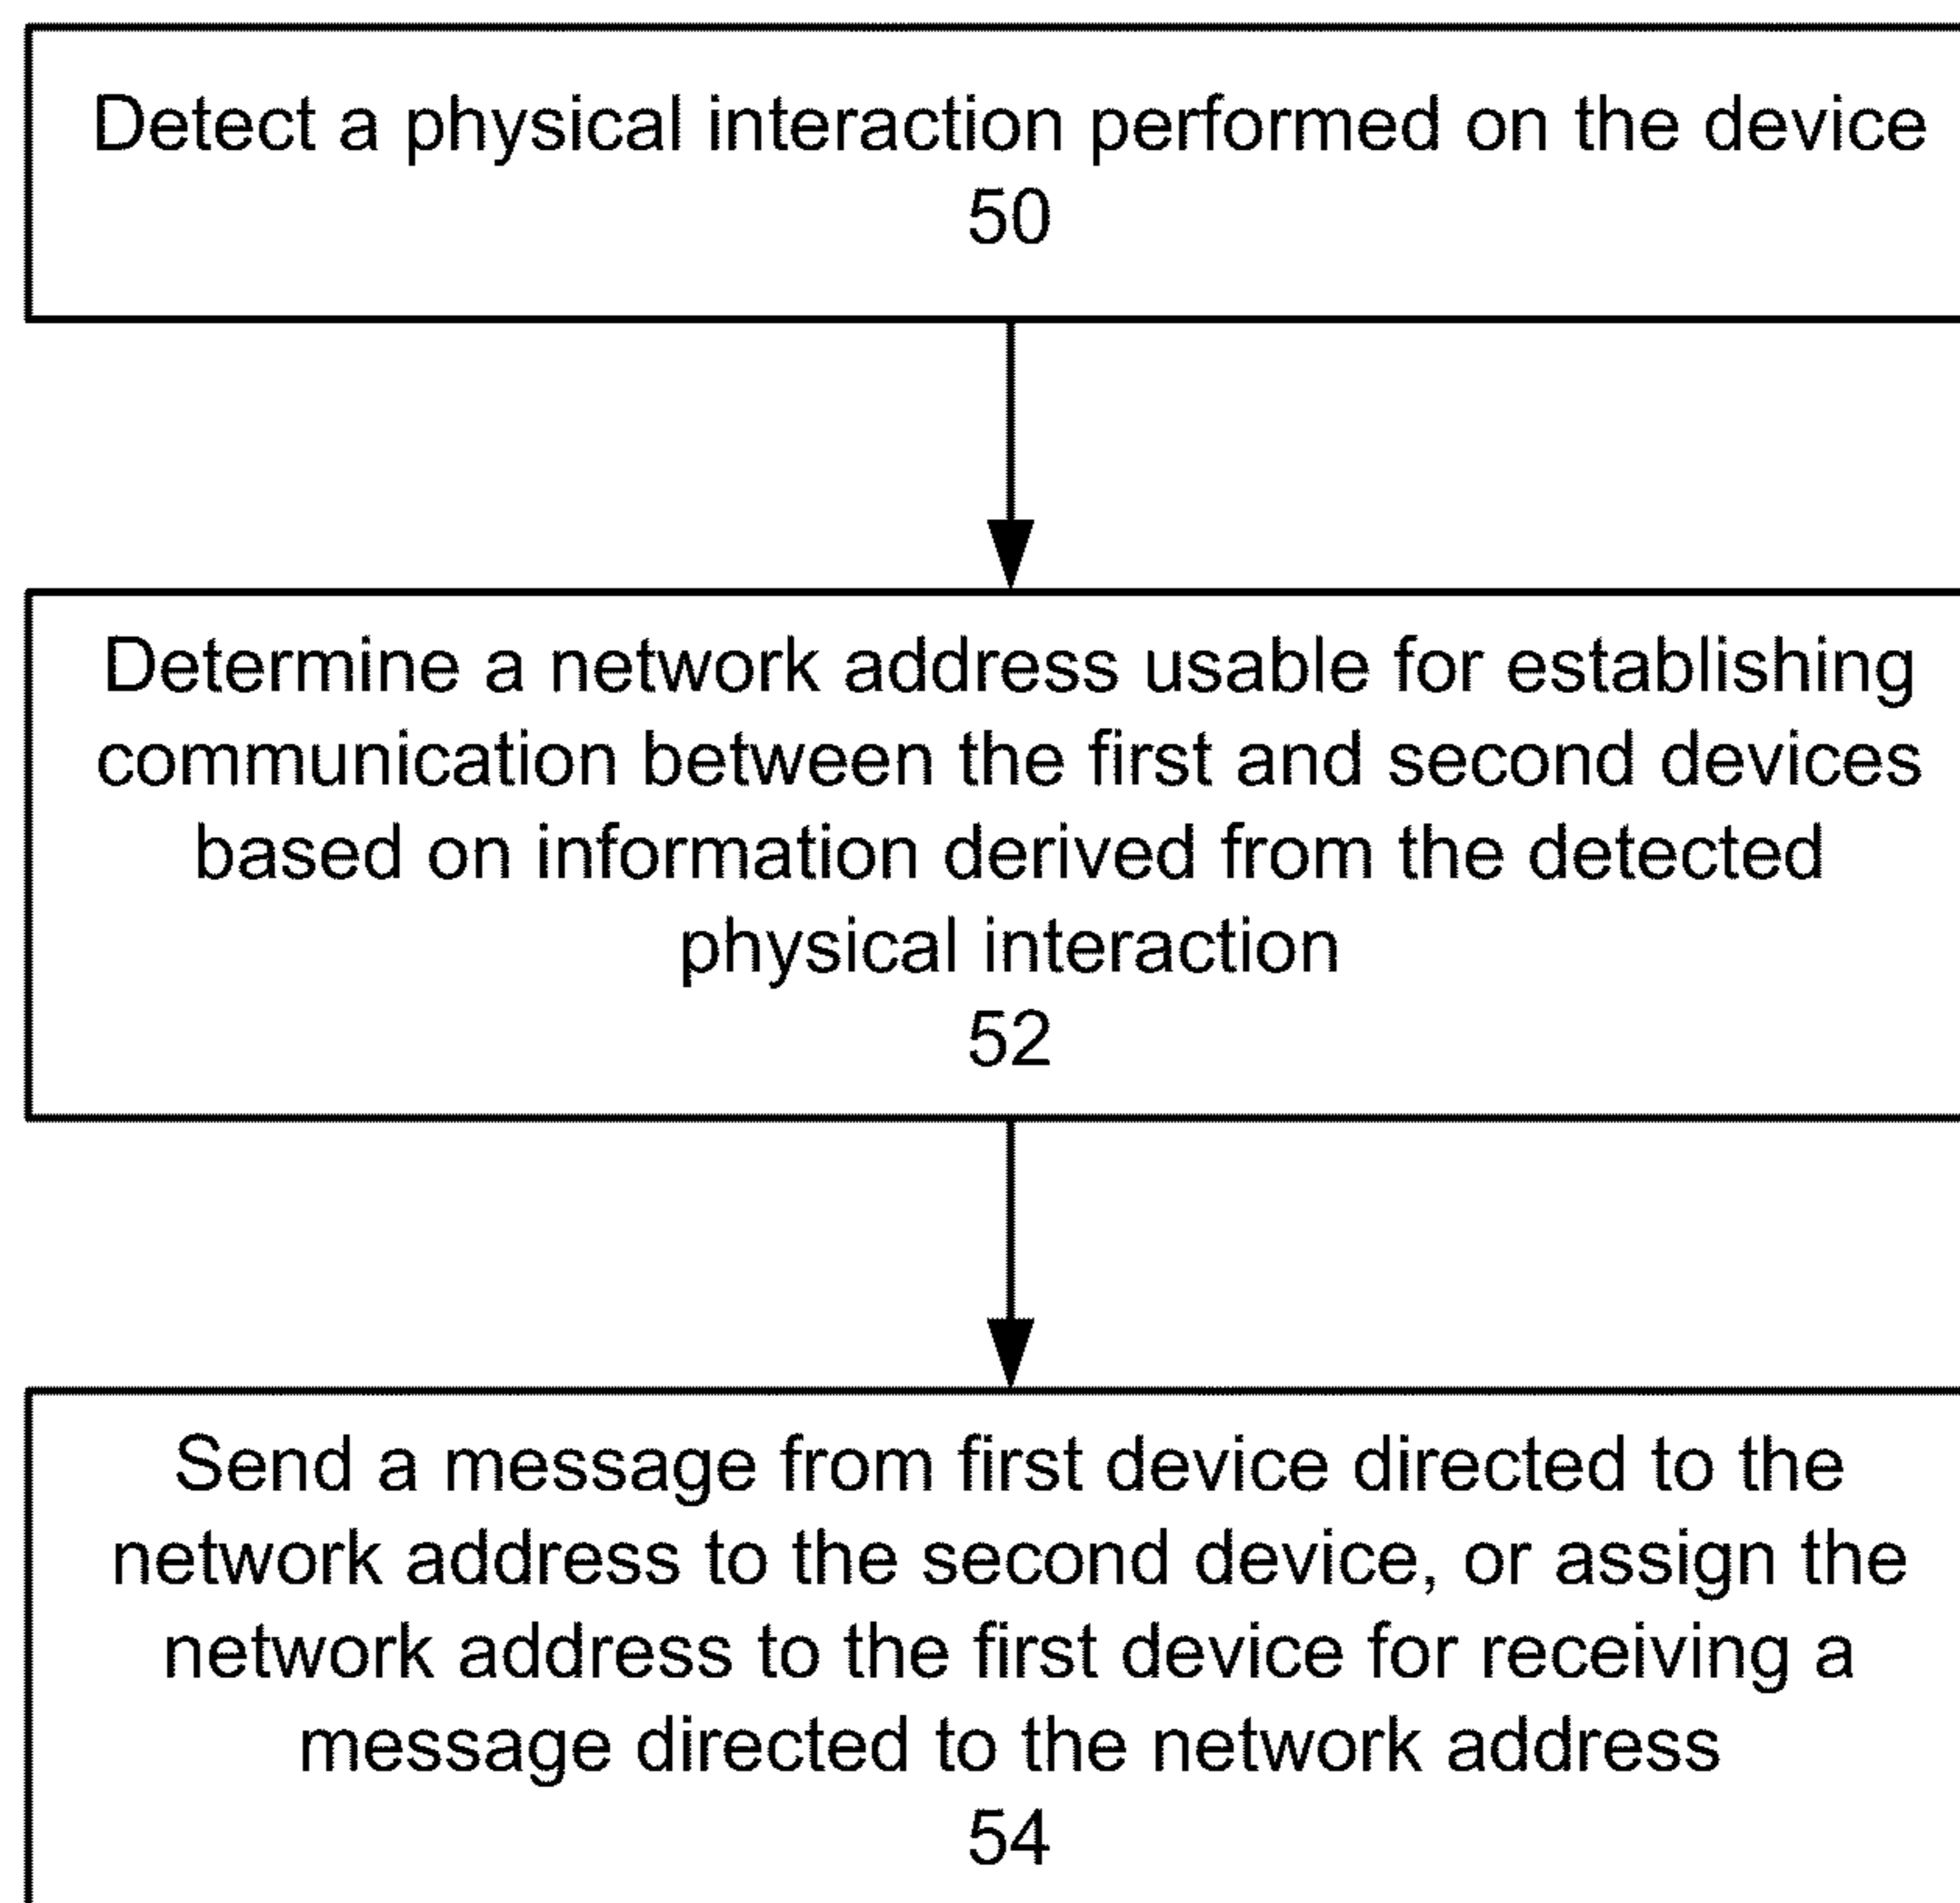 Detect a physical interaction performed on the device
50
Determine a network address usable for establishing
communication between the first and second devices
based on information derived from the detected
physical interaction
52
Send a message from first device directed to the
network address to the second device, or assign the
network address to the first device for receiving a
message directed to the network address
54